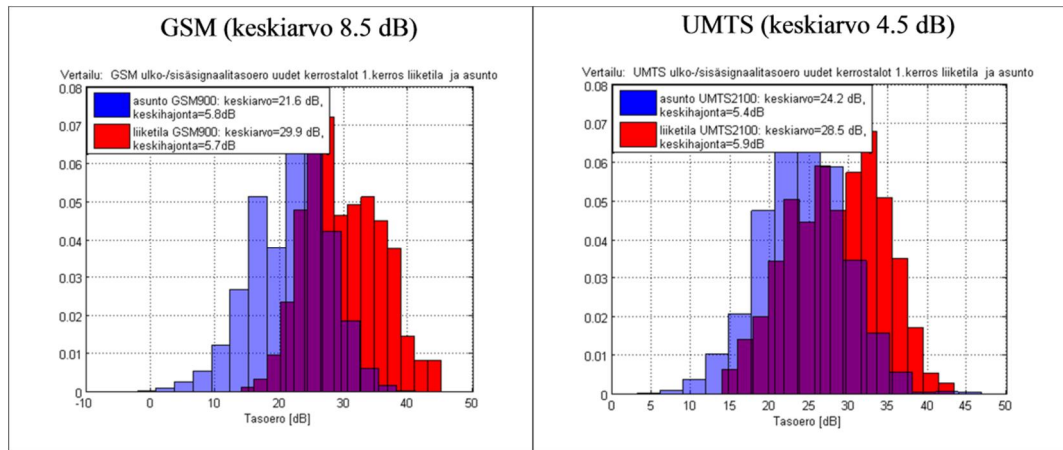 GSM (keskiarvo 8.5 dB)
Vertailu: GSM ulko-/sisäsignaalitasoero uudet kerrostalot 1.kerros liiketila ja asunto
asunto GSM900: keskiarvo=21.6 dB,
keskihajonta=5.8dB
liiketila GSM900: keskiarvo=29.9 dB,
keskihajonta=5.7dB
0.08
0.07
0.06
0.05
0.04
0.03
0.02
0.01
0
-10 0 10 20 30 40 50
Tasoero [dB]
UMTS (keskiarvo 4.5 dB)
Vertailu: UMTS ulko-/sisäsignaalitasoero uudet kerrostalot 1.kerros liiketila ja asunto
asunto UMTS2100: keskiarvo=24.2 dB,
keskihajonta=5.4dB
liiketila UMTS2100: keskiarvo=28.5 dB,
keskihajonta=5.9dB
0.08
0.07
0.06
0.05
0.04
0.03
0.02
0.01
0
0 5 10 15 20 25 30 35 40 45 50
Tasoero [dB]